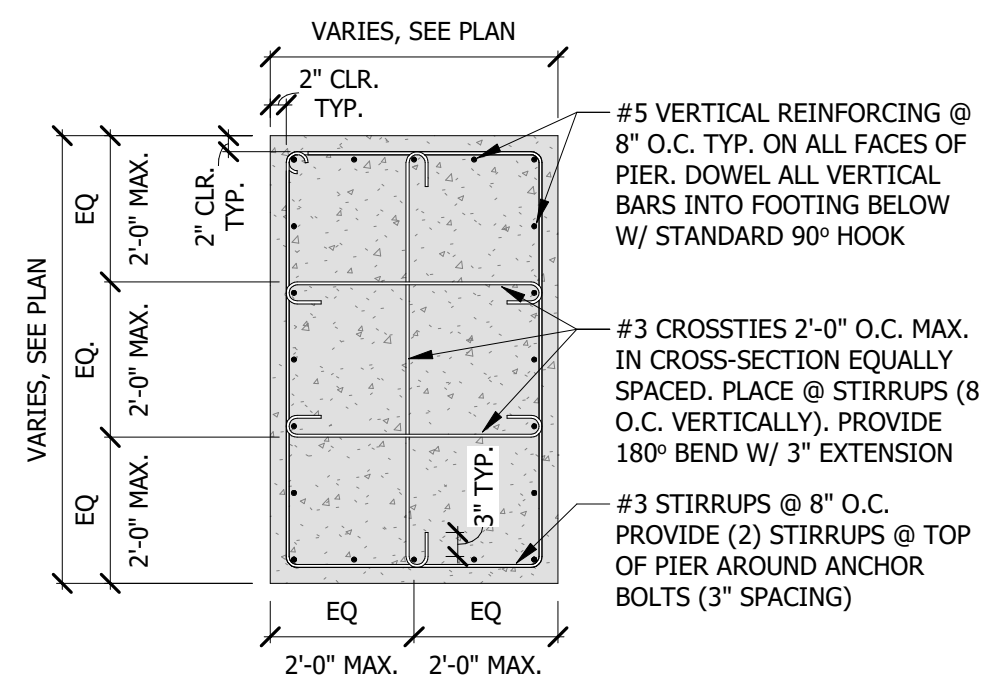 VARIES, SEE PLAN
2" CLR.
TYP.
2" CLR.
TYP.
VARIES, SEE PLAN
EQ
2'-0" MAX.
EQ.
2'-0" MAX.
EQ
2'-0" MAX.
#5 VERTICAL REINFORCING @
8" O.C. TYP. ON ALL FACES OF
PIER. DOWEL ALL VERTICAL
BARS INTO FOOTING BELOW
W/ STANDARD 90º HOOK
#3 CROSSTIES 2'-0" O.C. MAX.
IN CROSS-SECTION EQUALLY
SPACED. PLACE @ STIRRUPS (8
O.C. VERTICALLY). PROVIDE
180º BEND W/ 3" EXTENSION
3" TYP.
#3 STIRRUPS @ 8" O.C.
PROVIDE (2) STIRRUPS @ TOP
OF PIER AROUND ANCHOR
BOLTS (3" SPACING)
EQ
EQ
2'-0" MAX.
2'-0" MAX.